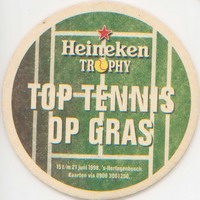 Heineken
TROPHY
TOP TENNIS
OP GRAS
15 t/m 21 juni 1998, 's-Hertogenbosch.
Kaarten via 0900 3001250.